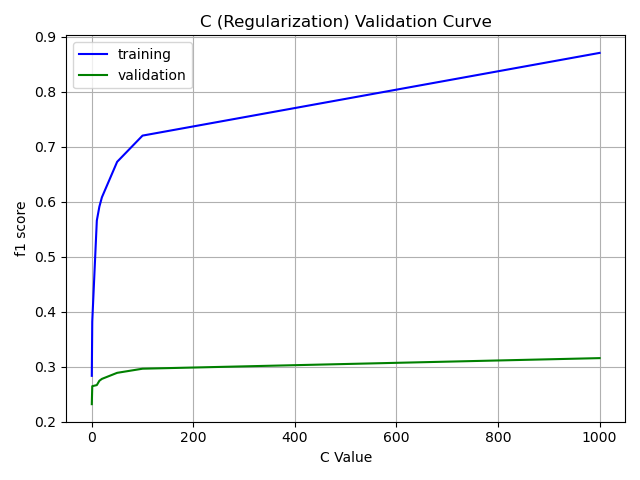 C (Regularization) Validation Curve
training
validation
0.9
0.8
0.7
0.6
0.5
0.4
0.3
0.2
f1 score
0 200 400 600 800 1000
C Value